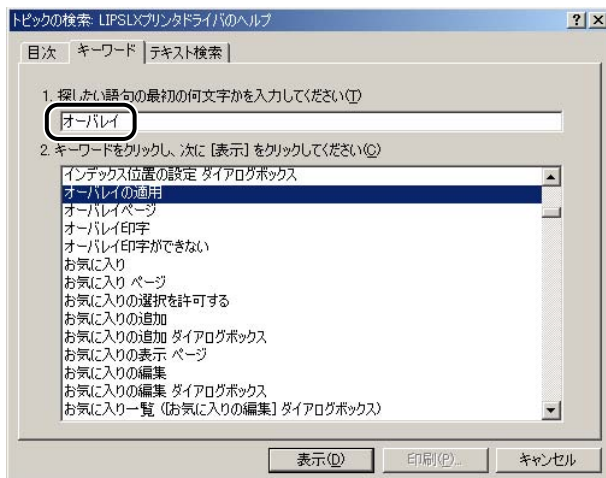 トピックの検索: LIPSLXプリンタドライバのヘルプ
目次 キーワード テキスト検索
1. 探したい語句の最初の何文字かを入力してください(T)
オーバレイ
2. キーワードをクリックし、次に [表示] をクリックしてください(C)
インデックス位置の設定 ダイアログボックス
オーバレイの適用
オーバレイページ
オーバレイ印字
オーバレイ印字ができない
お気に入り
お気に入り ページ
お気に入りの選択を許可する
お気に入りの追加
お気に入りの追加 ダイアログボックス
お気に入りの表示 ページ
お気に入りの編集
お気に入りの編集 ダイアログボックス
お気に入り一覧 ([お気に入りの編集] ダイアログボックス)
表示(D) 印刷(P)... キャンセル